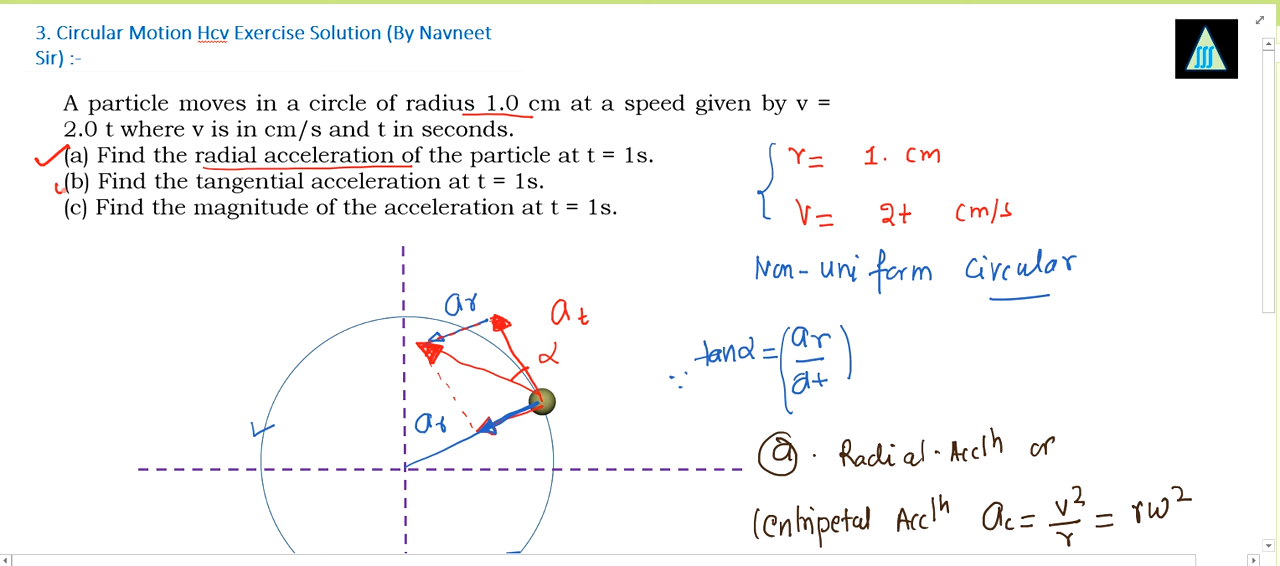 3. Circular Motion Hcv Exercise Solution (By Navneet
Sir) :-
A particle moves in a circle of radius 1.0 cm at a speed given by v =
2.0 t where v is in cm/s and t in seconds.
(a) Find the radial acceleration of the particle at t = 1s.
(b) Find the tangential acceleration at t = 1s.
(c) Find the magnitude of the acceleration at t = 1s.
r = 1. cm
v = 2t cm/s
Non-uniform circular
ar
at
α
ar
∵ tanα = (ar/at)
(a). Radial-Accln or
Centripetal Accln ac = v²/r = rω²